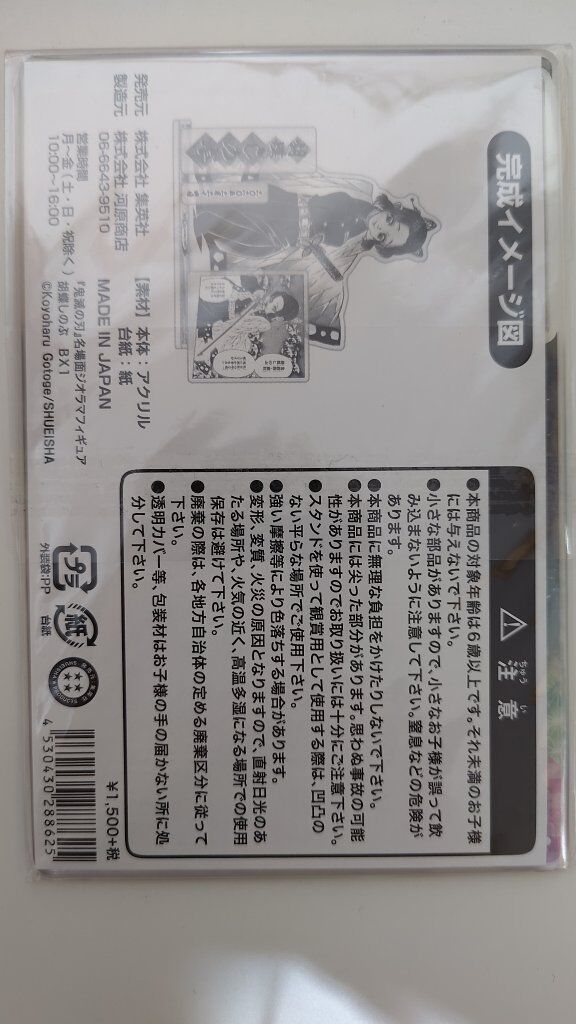 完成イメージ図
発売元 株式会社 集英社
製造元 株式会社 河原商店
06-6643-9510
営業時間
月〜金(土・日・祝除く)
10:00〜16:00
【素材】本体:アクリル
台紙:紙
MADE IN JAPAN
『鬼滅の刃』名場面ジオラマフィギュア
胡蝶しのぶ BX1
©Koyoharu Gotoge/SHUEISHA
ちゅう い
注意
●本商品の対象年齢は6歳以上です。それ未満のお子様
には与えないで下さい。
●小さな部品がありますので、小さなお子様が誤って飲
み込まないように注意して下さい。窒息などの危険が
あります。
●本商品に無理な負担をかけたりしないで下さい。
●本商品には尖った部分があります。思わぬ事故の可能
性がありますのでお取り扱いには十分にご注意下さい。
●スタンドを使って観賞用として使用する際は、凹凸の
ない平らな場所でご使用下さい。
●強い摩擦等により色落ちする場合があります。
●変形、変質、火災の原因となりますので、直射日光のあ
たる場所や、火気の近く、高温多湿になる場所での使用
保存は避けて下さい。
●廃棄の際は、各地方自治体の定める廃棄区分に従って
下さい。
●透明カバー等、包装材はお子様の手の届かない所に処
分して下さい。
プラ
外装袋:PP
紙
台紙
¥1,500+税
4 530430 288625